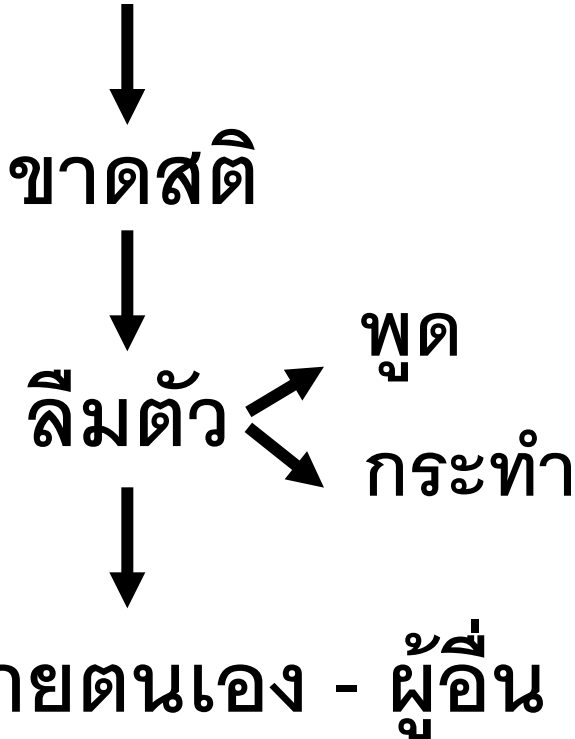 ขาดสติ
พูด
ลืมตัว
กระทำ
ายตนเอง - ผู้อื่น